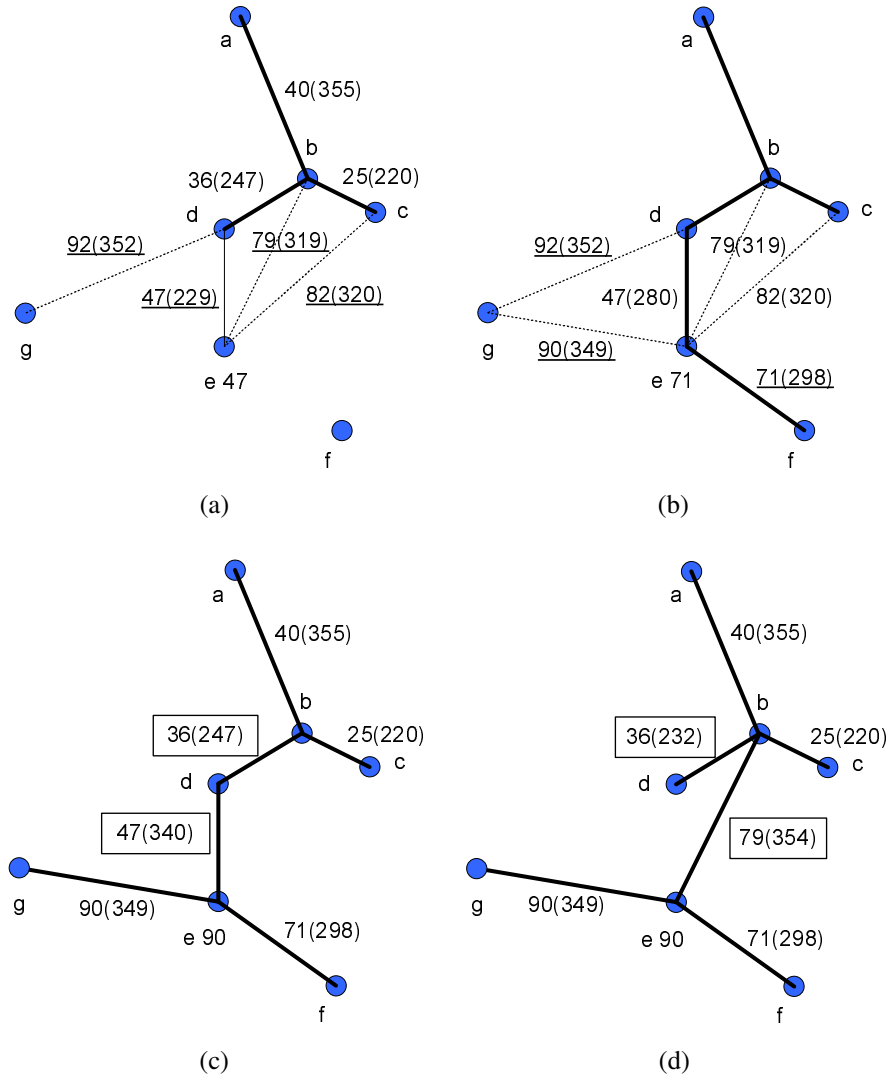 a
40(355)
b
36(247)
25(220)
d
c
92(352)
79(319)
47(229)
82(320)
g
e 47
f
(a)
a
b
d
c
92(352)
79(319)
47(280)
82(320)
g
90(349)
e 71
71(298)
f
(b)
a
40(355)
b
36(247)
25(220)
d
c
47(340)
g
90(349)
e 90
71(298)
f
(c)
a
40(355)
b
36(232)
25(220)
d
c
79(354)
g
90(349)
e 90
71(298)
f
(d)